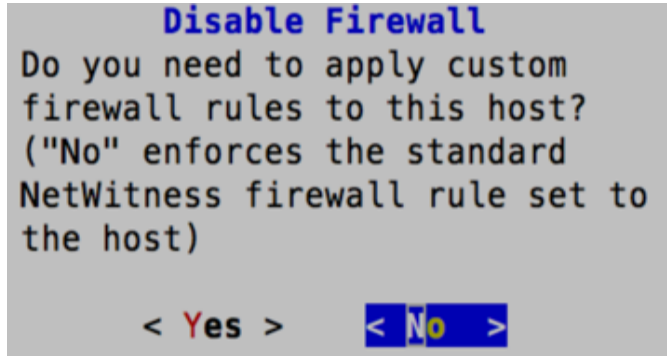 Disable Firewall
Do you need to apply custom
firewall rules to this host?
("No" enforces the standard
NetWitness firewall rule set to
the host)
< Yes > < No >